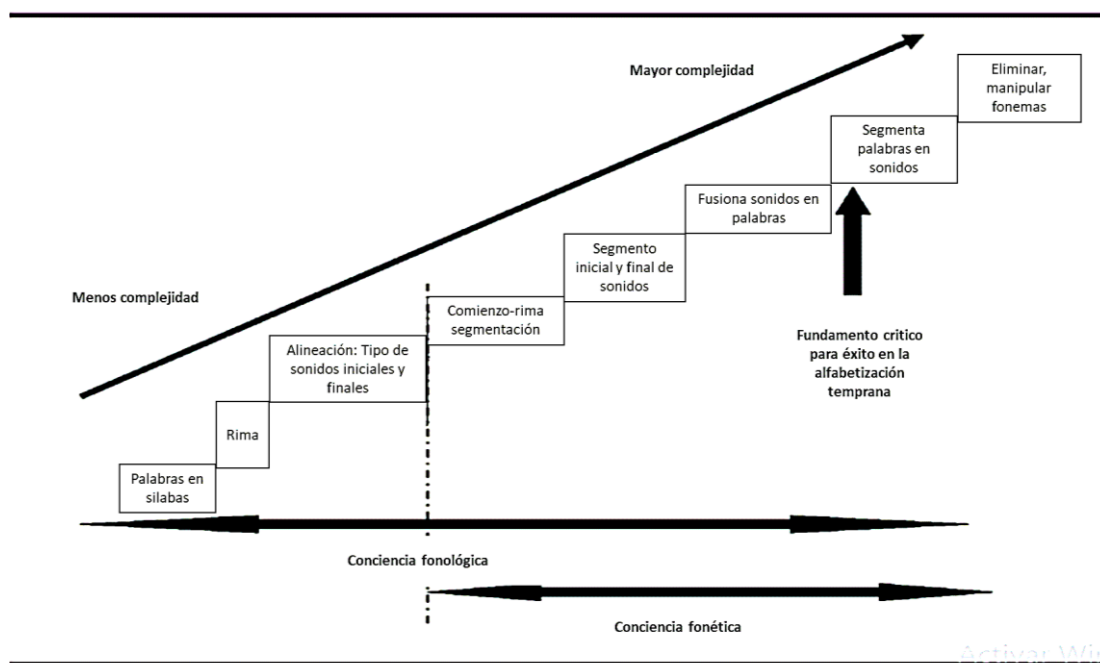 Mayor complejidad
Eliminar,
manipular
fonemas
Segmenta
palabras en
sonidos
Fusiona sonidos en
palabras
Segmento
inicial y final de
sonidos
Menos complejidad
Comienzo-rima
segmentación
Fundamento critico
para éxito en la
alfabetización
temprana
Alineación: Tipo de
sonidos iniciales y
finales
Rima
Palabras en
silabas
Conciencia fonológica
Conciencia fonética
Activar Win